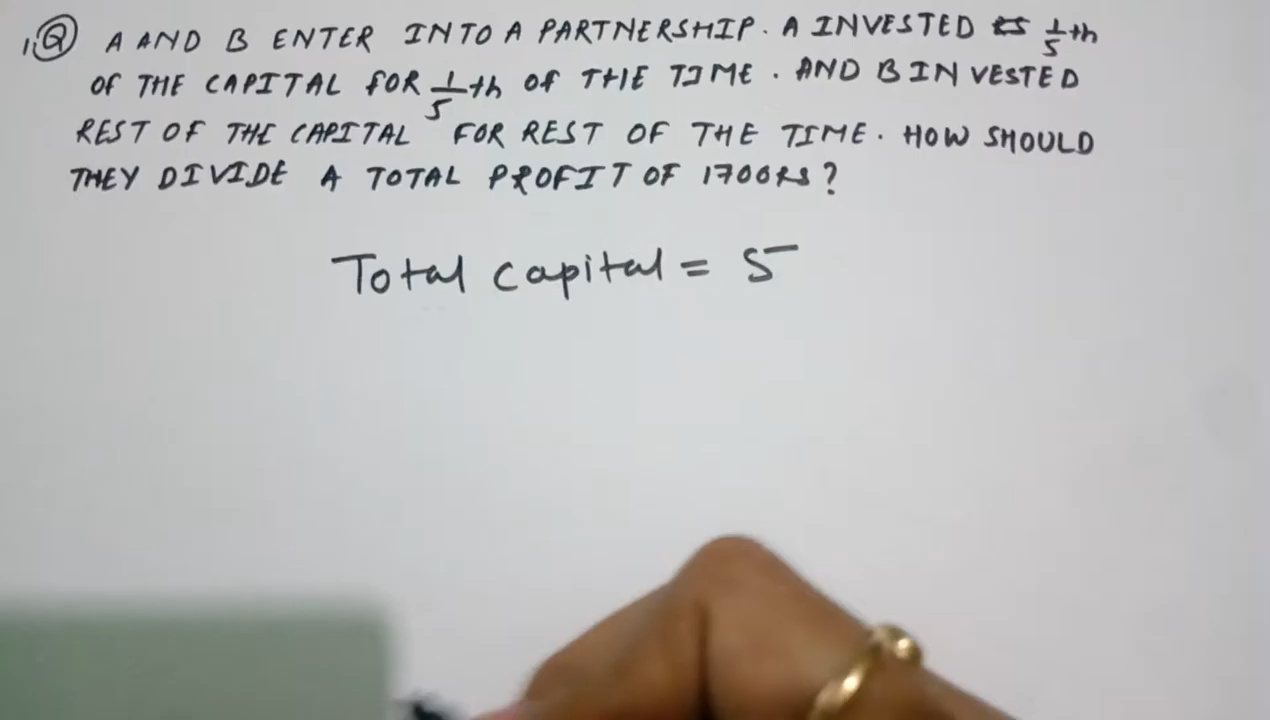 1. Q A AND B ENTER INTO A PARTNERSHIP. A INVESTED 1/5th
OF THE CAPITAL FOR 1/5th OF THE TIME. AND B INVESTED
REST OF THE CAPITAL FOR REST OF THE TIME. HOW SHOULD
THEY DIVIDE A TOTAL PROFIT OF 1700RS?
Total capital = 5